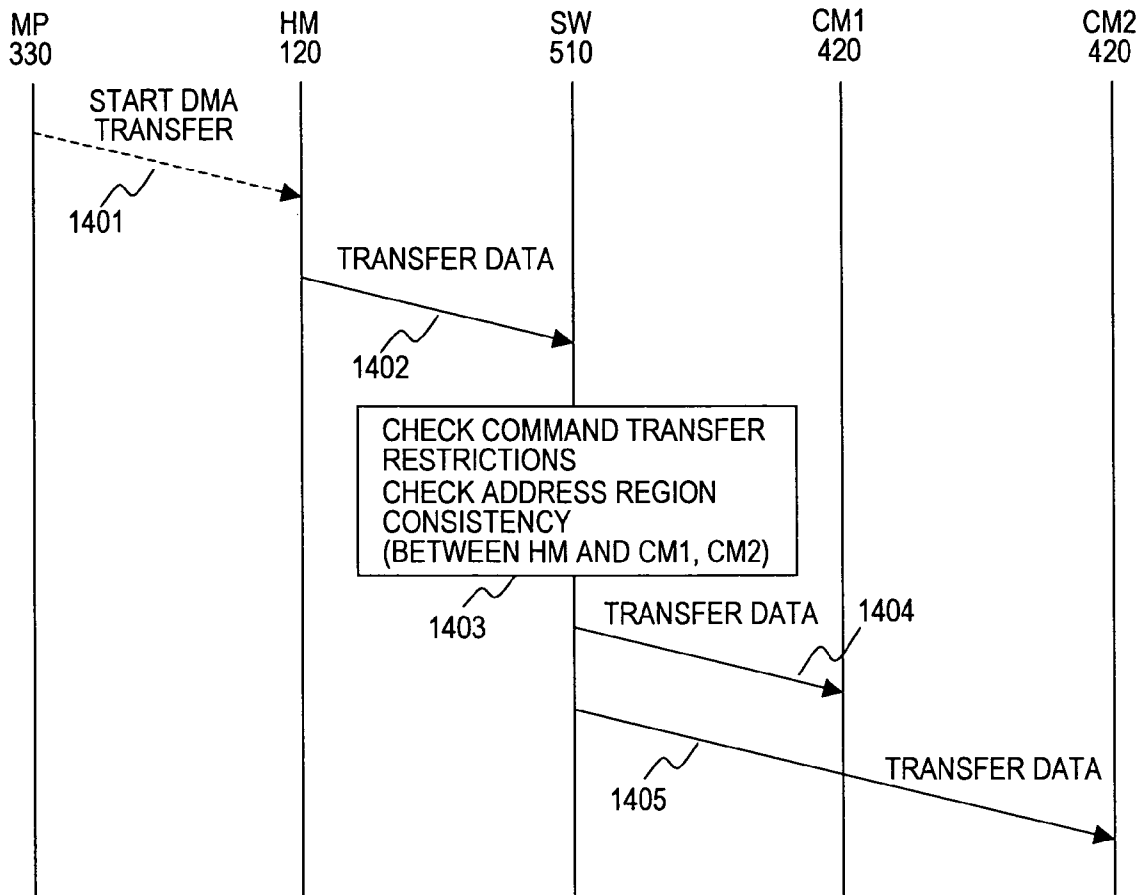 MP
330
HM
120
SW
510
CM1
420
CM2
420
START DMA
TRANSFER
1401
TRANSFER DATA
1402
CHECK COMMAND TRANSFER
RESTRICTIONS
CHECK ADDRESS REGION
CONSISTENCY
(BETWEEN HM AND CM1, CM2)
1403
TRANSFER DATA
1404
TRANSFER DATA
1405